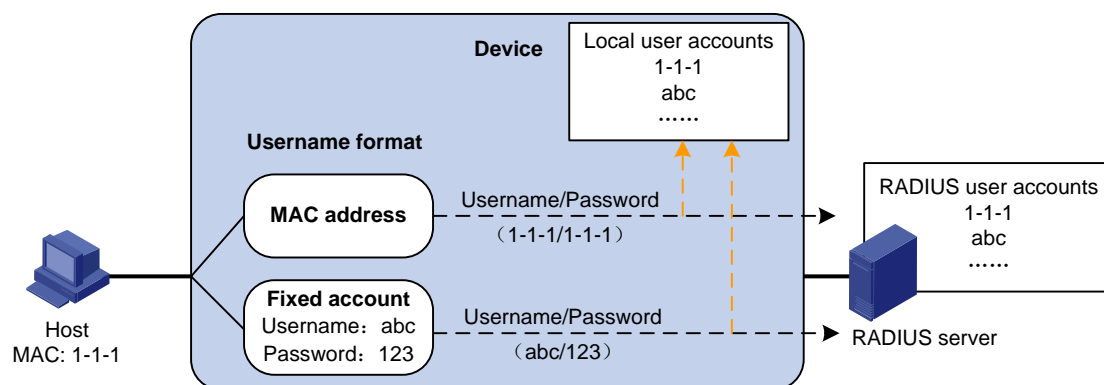 Device
Local user accounts
1-1-1
abc
……
Username format
MAC address
Username/Password
（1-1-1/1-1-1）
Fixed account
Username：abc
Password：123
Username/Password
（abc/123）
Host
MAC: 1-1-1
RADIUS user accounts
1-1-1
abc
……
RADIUS server